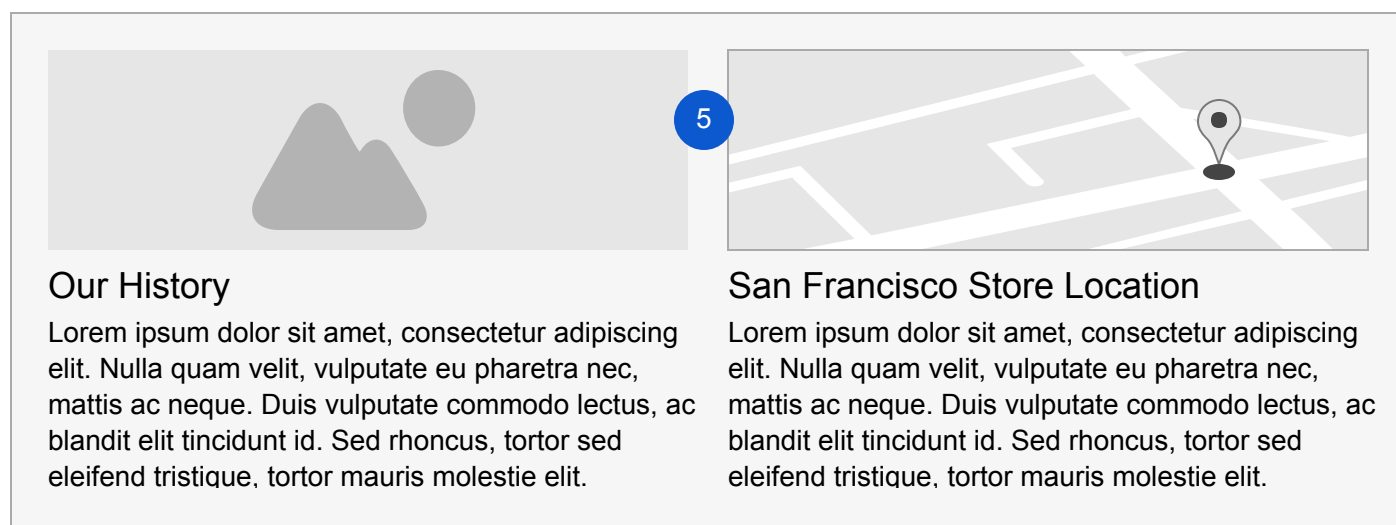 5
Our History
Lorem ipsum dolor sit amet, consectetur adipiscing
elit. Nulla quam velit, vulputate eu pharetra nec,
mattis ac neque. Duis vulputate commodo lectus, ac
blandit elit tincidunt id. Sed rhoncus, tortor sed
eleifend tristique, tortor mauris molestie elit.
San Francisco Store Location
Lorem ipsum dolor sit amet, consectetur adipiscing
elit. Nulla quam velit, vulputate eu pharetra nec,
mattis ac neque. Duis vulputate commodo lectus, ac
blandit elit tincidunt id. Sed rhoncus, tortor sed
eleifend tristique, tortor mauris molestie elit.